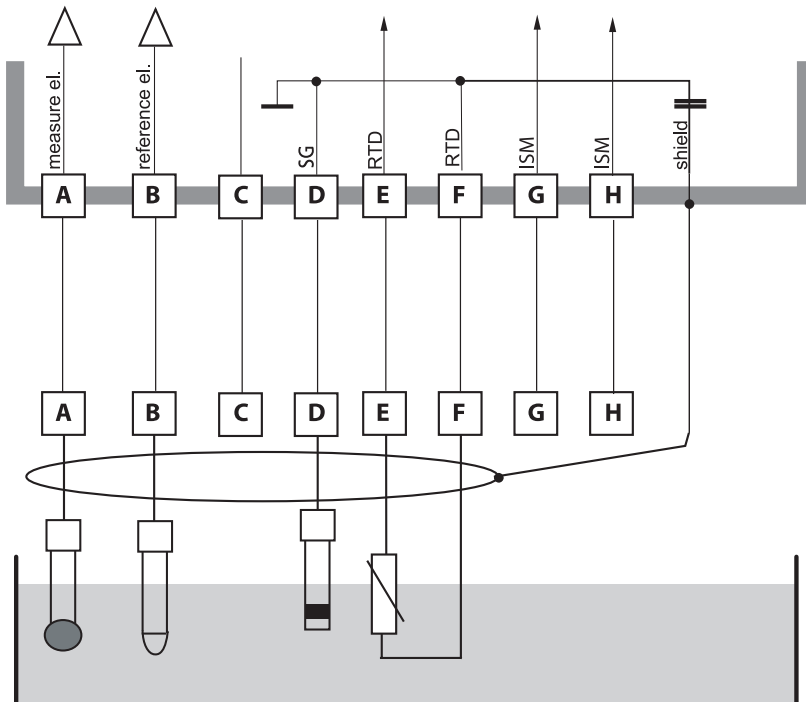 measure el.
reference el.
SG
RTD
RTD
ISM
ISM
shield
A
B
C
D
E
F
G
H
A
B
C
D
E
F
G
H